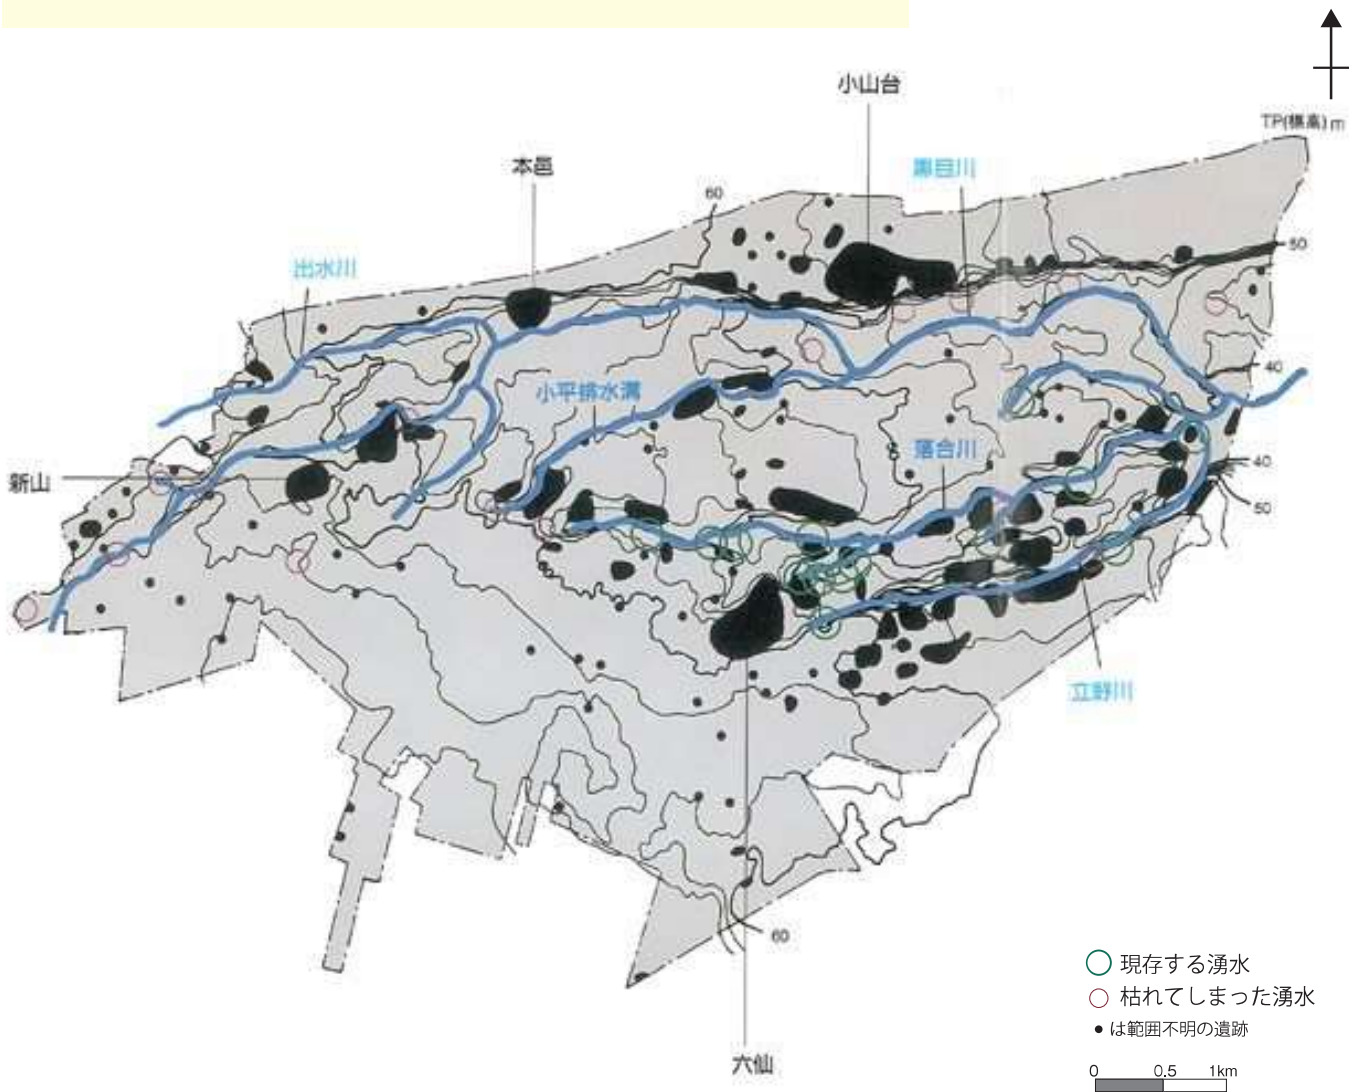 小山台
TP(標高)m
本邑
黒目川
60
50
出水川
40
小平排水溝
落合川
新山
40
50
立野川
60
現存する湧水
枯れてしまった湧水
●は範囲不明の遺跡
六仙
0 0.5 1km